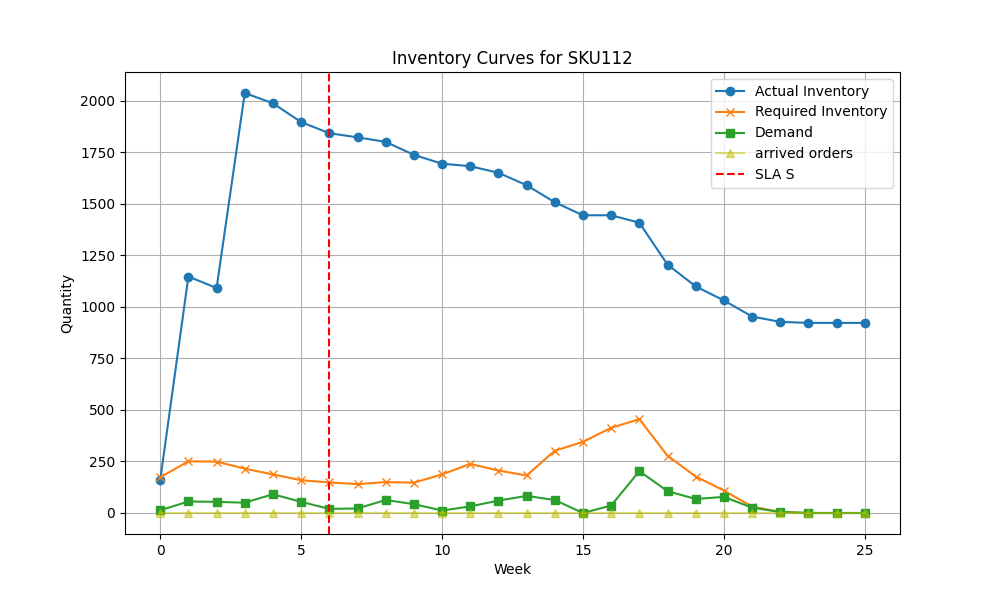 Inventory Curves for SKU112
Actual Inventory
Required Inventory
Demand
arrived orders
SLA S
Quantity
2000
1750
1500
1250
1000
750
500
250
0
0 5 10 15 20 25
Week